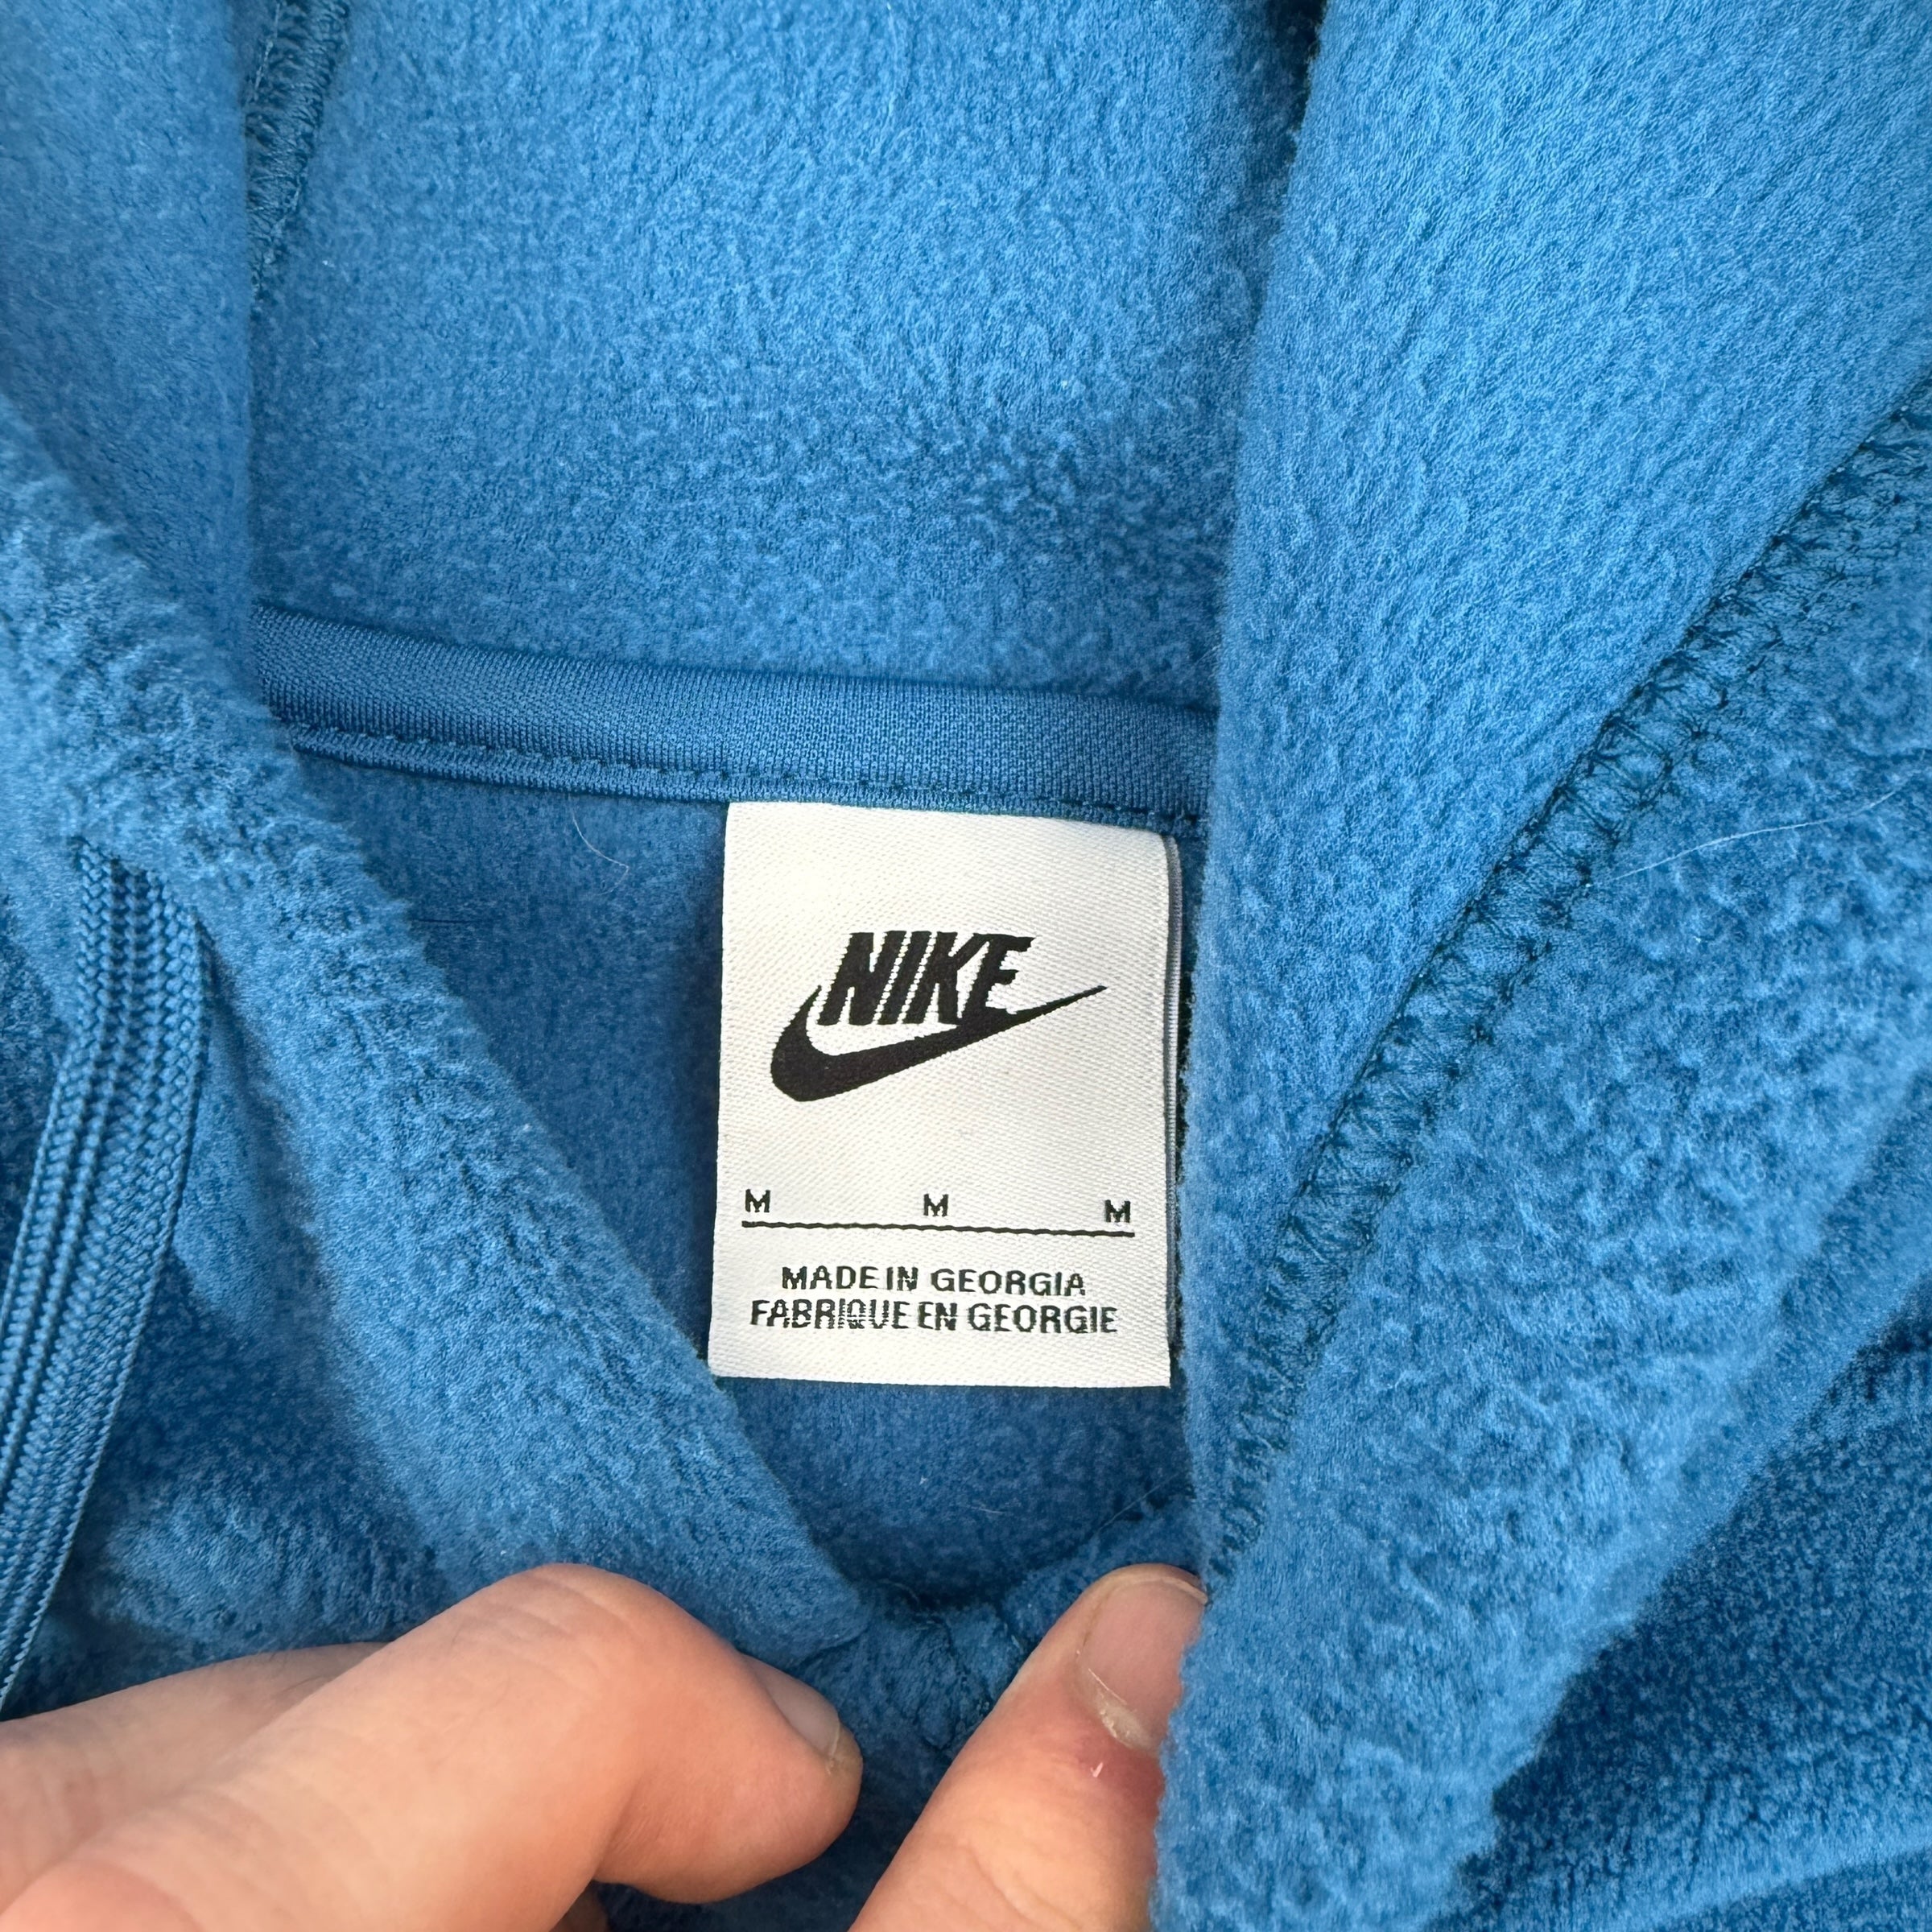 NIKE
M M M
MADE IN GEORGIA
FABRIQUE EN GEORGIE